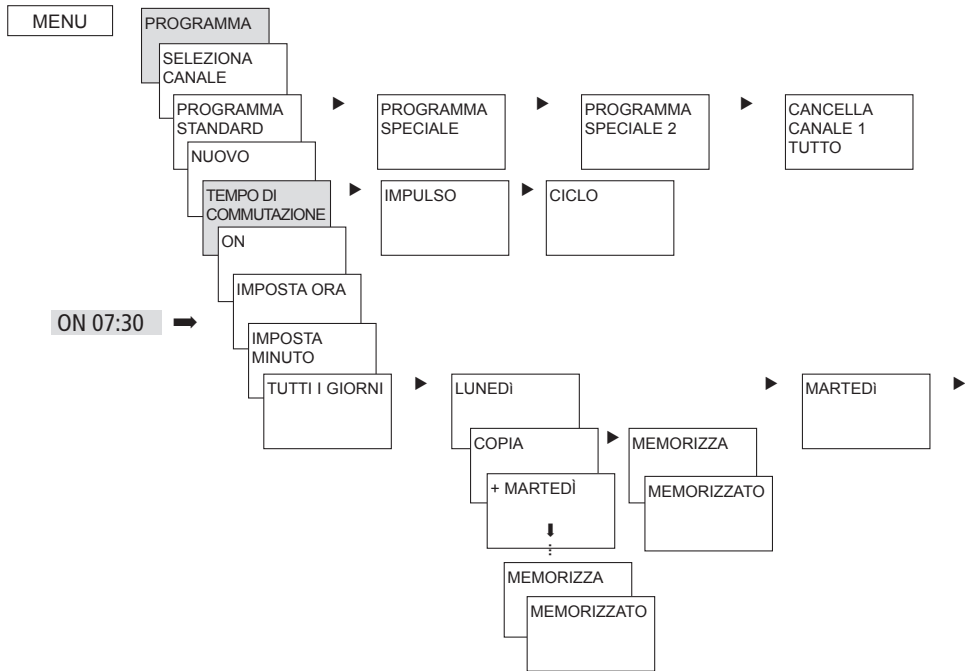 MENU
PROGRAMMA
SELEZIONA
CANALE
PROGRAMMA
STANDARD
PROGRAMMA
SPECIALE
PROGRAMMA
SPECIALE 2
CANCELLA
CANALE 1
TUTTO
NUOVO
TEMPO DI
COMMUTAZIONE
IMPULSO
CICLO
ON
IMPOSTA ORA
ON 07:30
IMPOSTA
MINUTO
TUTTI I GIORNI
LUNEDì
MARTEDì
COPIA
MEMORIZZA
+ MARTEDÌ
MEMORIZZATO
MEMORIZZA
MEMORIZZATO